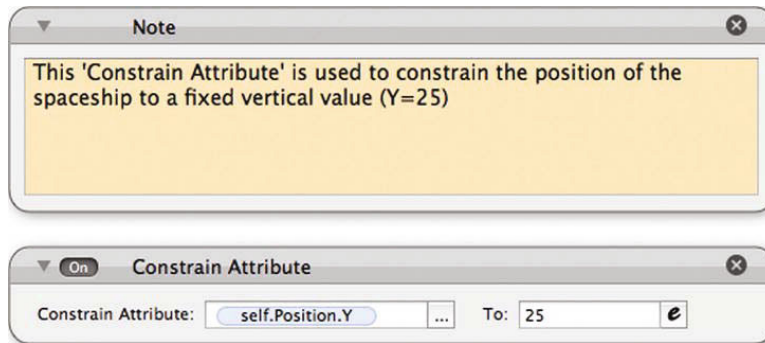 Note
This 'Constrain Attribute' is used to constrain the position of the
spaceship to a fixed vertical value (Y=25)
On Constrain Attribute
Constrain Attribute: self.Position.Y ... To: 25 e